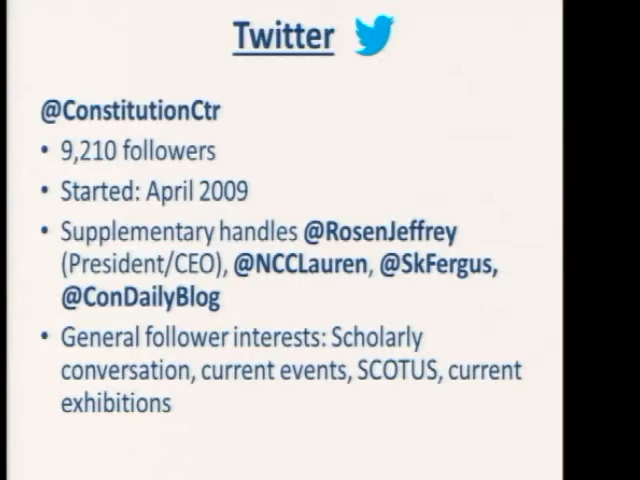 Twitter
@ConstitutionCtr
• 9,210 followers
• Started: April 2009
• Supplementary handles @RosenJeffrey
(President/CEO), @NCCLauren, @SkFergus,
@ConDailyBlog
• General follower interests: Scholarly
conversation, current events, SCOTUS, current
exhibitions